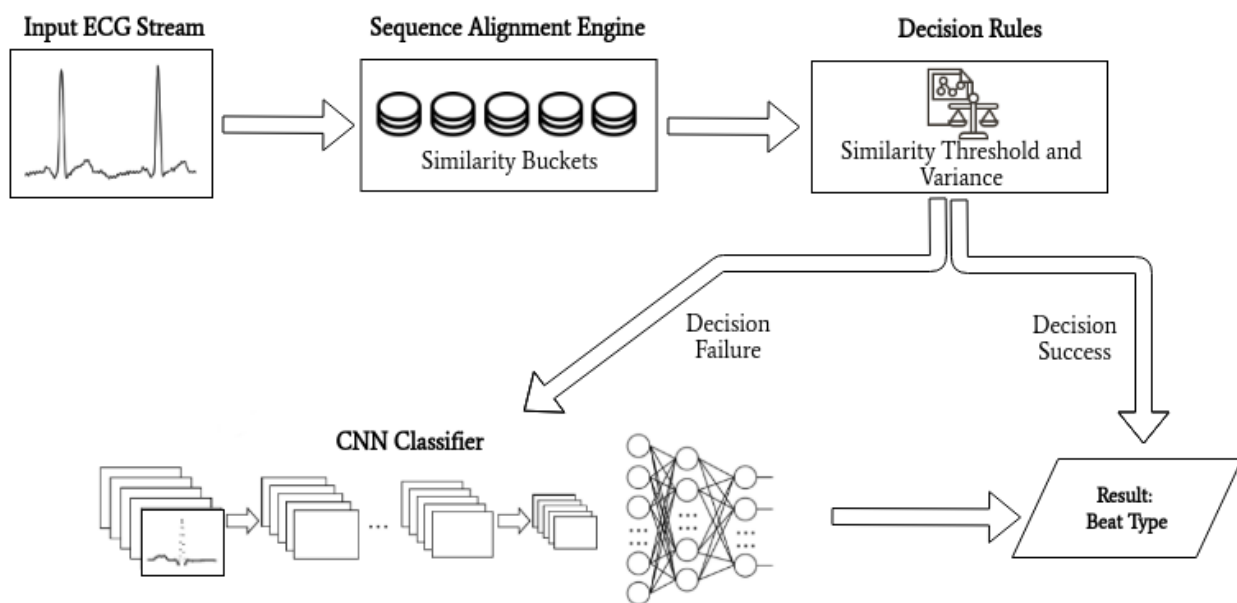 Input ECG Stream
Sequence Alignment Engine
Decision Rules
Similarity Buckets
Similarity Threshold and
Variance
Decision
Failure
Decision
Success
CNN Classifier
Result:
Beat Type